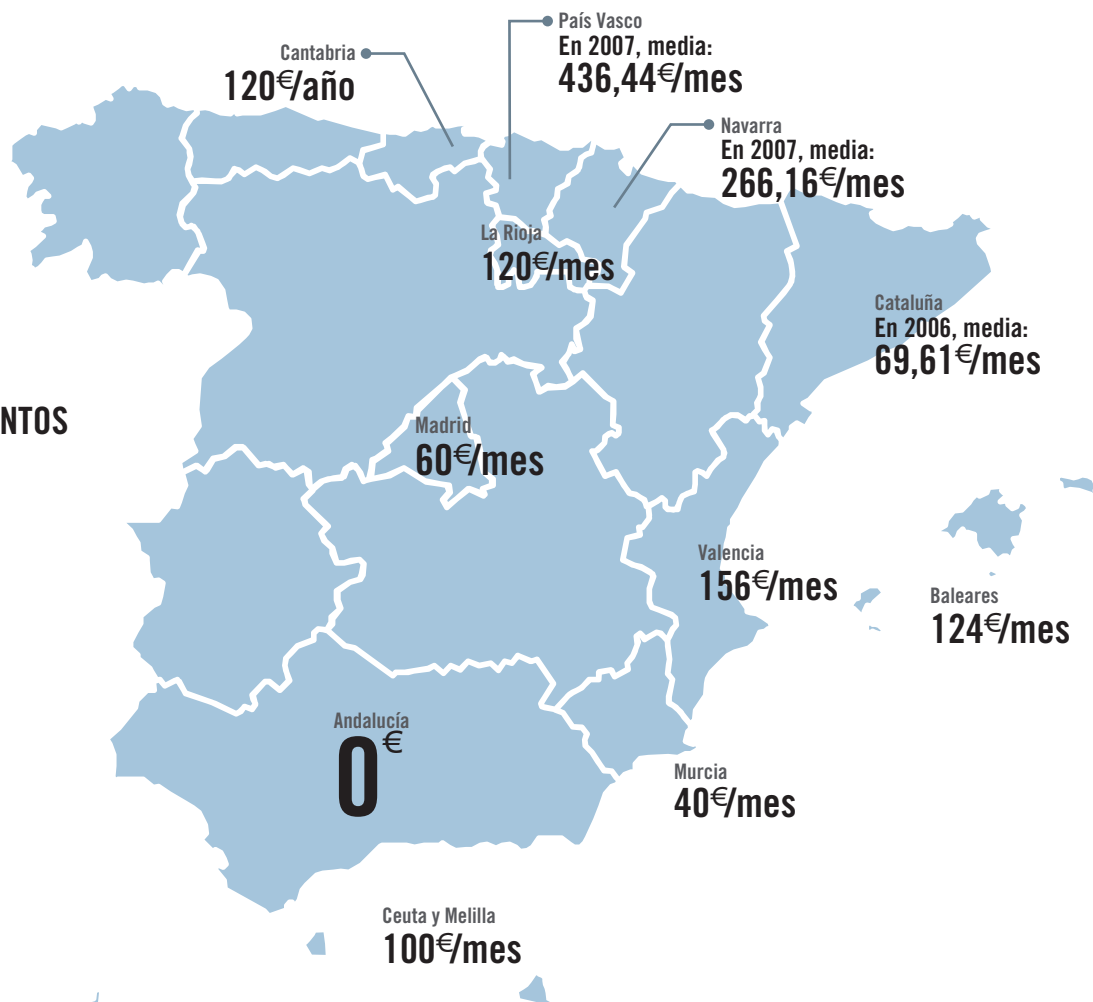 País Vasco
En 2007, media:
436,44€/mes
Cantabria
120€/año
Navarra
En 2007, media:
266,16€/mes
La Rioja
120€/mes
Cataluña
En 2006, media:
69,61€/mes
NTOS
Madrid
60€/mes
Valencia
156€/mes
Baleares
124€/mes
Andalucía
0€
Murcia
40€/mes
Ceuta y Melilla
100€/mes